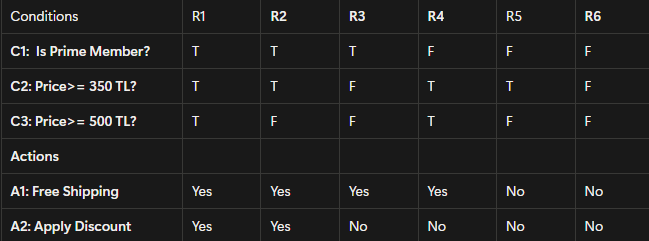 Conditions R1 R2 R3 R4 R5 R6
C1: Is Prime Member? T T T F F F
C2: Price>= 350 TL? T T F T T F
C3: Price>= 500 TL? T F F T F F
Actions
A1: Free Shipping Yes Yes Yes Yes No No
A2: Apply Discount Yes Yes No No No No